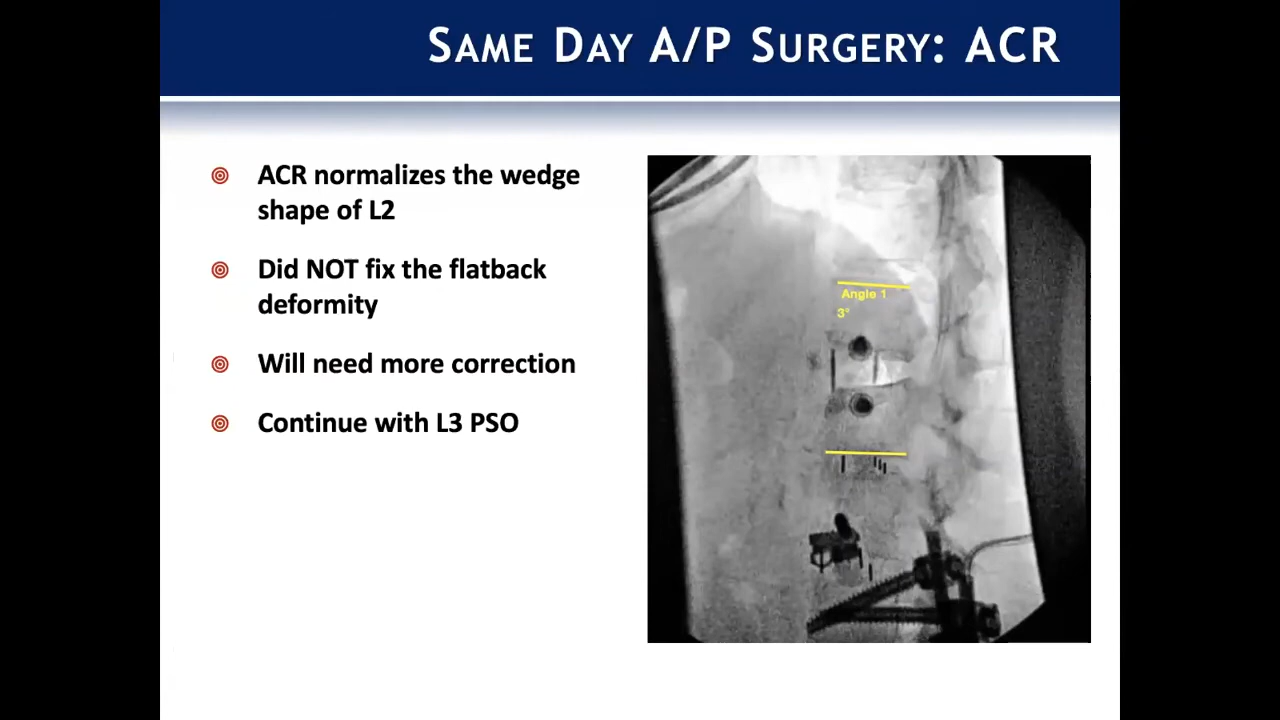 SAME DAY A/P SURGERY: ACR
ACR normalizes the wedge
shape of L2
Did NOT fix the flatback
deformity
Will need more correction
Continue with L3 PSO
Angle 1
3°